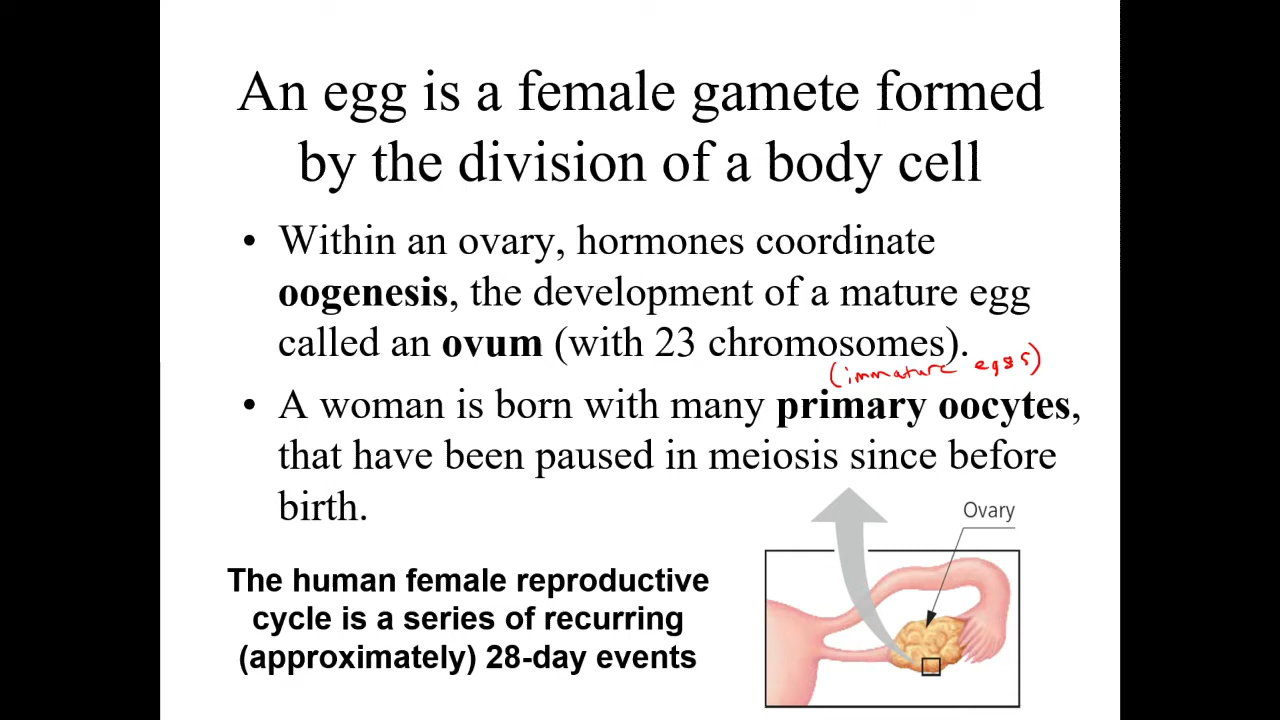 An egg is a female gamete formed
by the division of a body cell
• Within an ovary, hormones coordinate
oogenesis, the development of a mature egg
called an ovum (with 23 chromosomes).
(immature eggs)
• A woman is born with many primary oocytes,
that have been paused in meiosis since before
birth.
Ovary
The human female reproductive
cycle is a series of recurring
(approximately) 28-day events